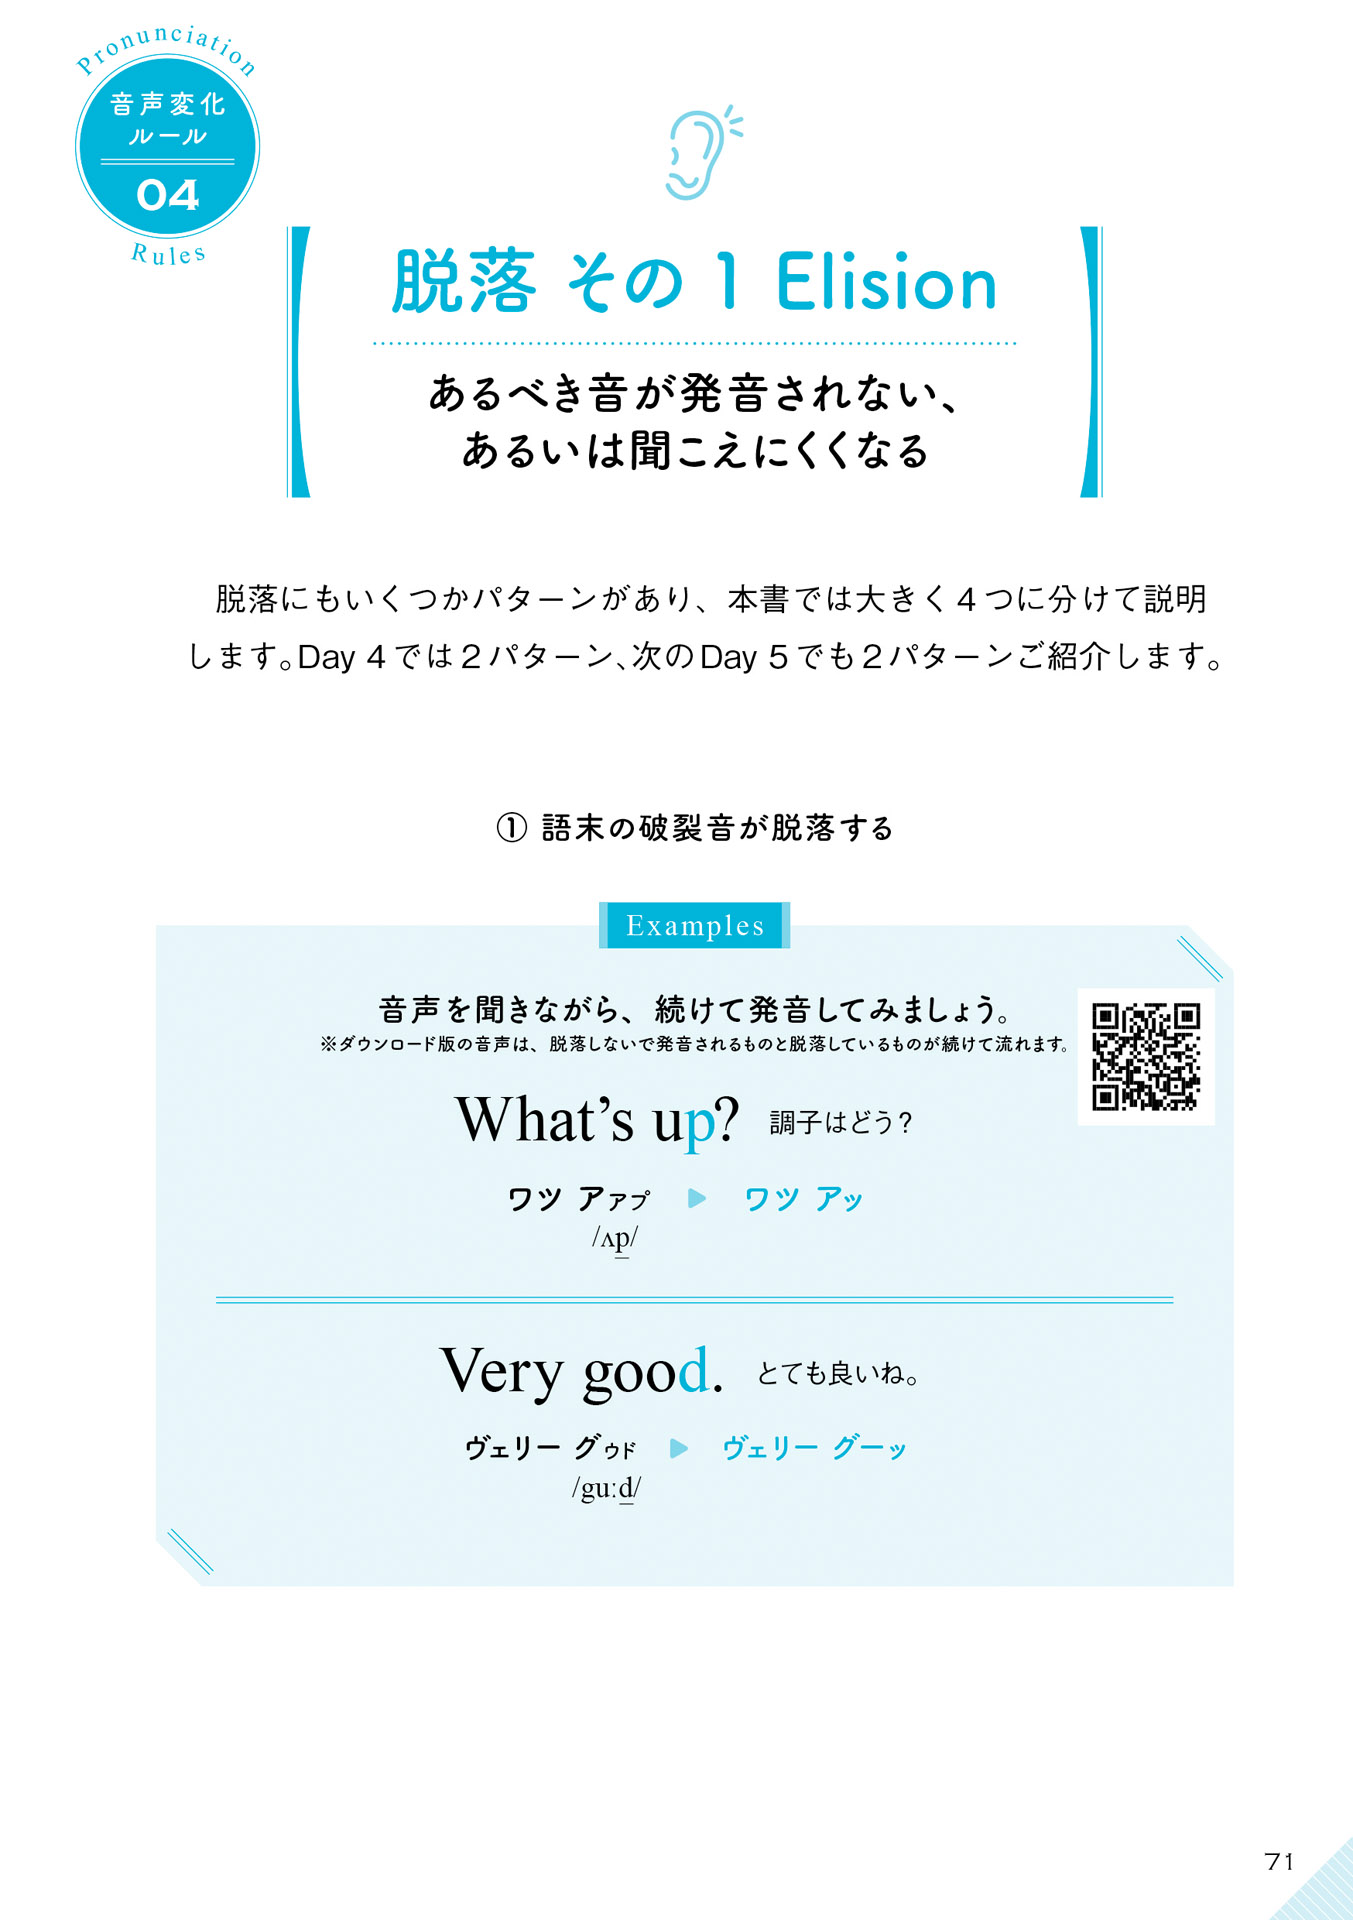 Pronunciation
音声変化
ルール
04
Rules
脱落 その 1 Elision
あるべき音が発音されない、
あるいは聞こえにくくなる
脱落にもいくつかパターンがあり、本書では大きく４つに分けて説明
します。Day 4では２パターン、次のDay 5でも２パターンご紹介します。
① 語末の破裂音が脱落する
Examples
音声を聞きながら、続けて発音してみましょう。
※ダウンロード版の音声は、脱落しないで発音されるものと脱落しているものが続けて流れます。
What’s up? 調子はどう？
ワツ アァプ ▶ ワツ アッ
/ʌp/
Very good. とても良いね。
ヴェリー グゥド ▶ ヴェリー グーッ
/guːd/
71